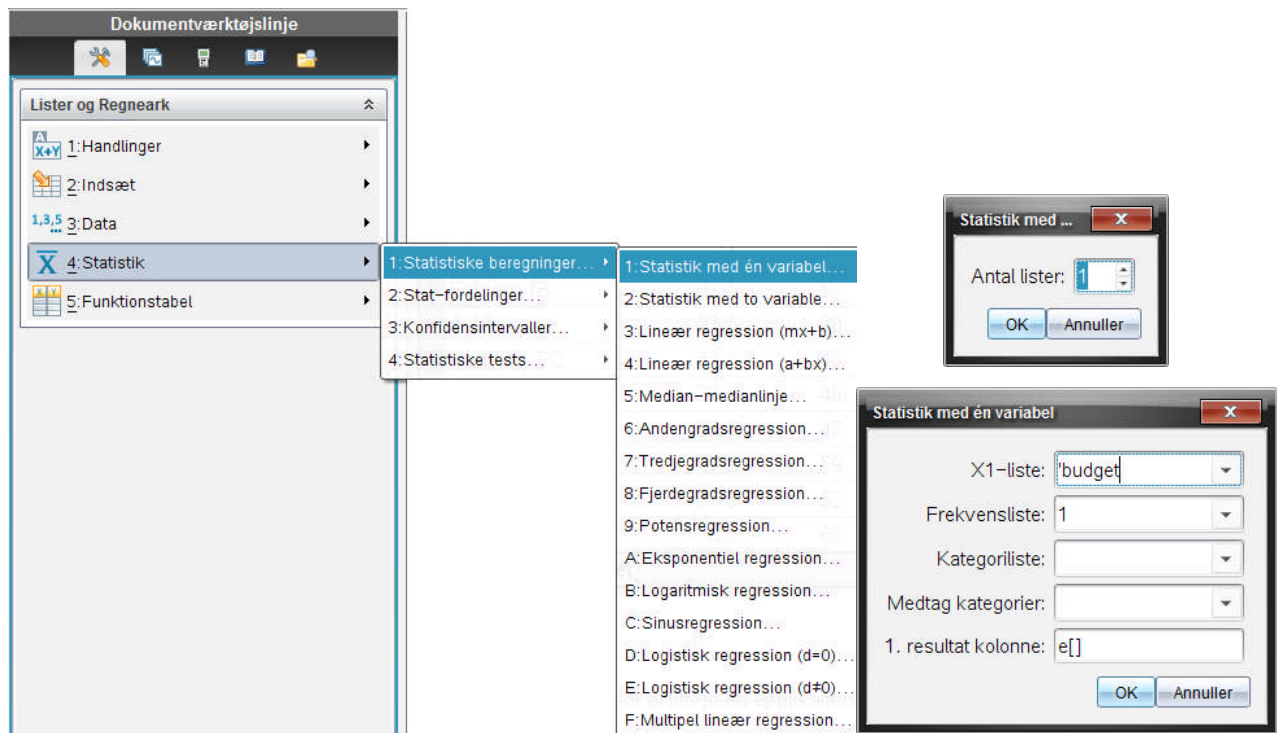 Dokumentværktøjslinje
Lister og Regneark
A
X+Y 1:Handlinger
2:Indsæt
1,3,5 3:Data
X 4:Statistik
X Y 5:Funktionstabel
1:Statistiske beregninger...
2:Stat-fordelinger...
3:Konfidensintervaller...
4:Statistiske tests...
1:Statistik med én variabel...
2:Statistik med to variable...
3:Lineær regression (mx+b)...
4:Lineær regression (a+bx)...
5:Median-medianlinje...
6:Andengradsregression...
7:Tredjegradsregression...
8:Fjerdegradsregression...
9:Potensregression...
A:Eksponentiel regression...
B:Logaritmisk regression...
C:Sinusregression...
D:Logistisk regression (d=0)...
E:Logistisk regression (d≠0)...
F:Multipel lineær regression...
Statistik med ... X
Antal lister: 1
OK Annuller
Statistik med én variabel X
X1-liste: 'budget
Frekvensliste: 1
Kategoriliste:
Medtag kategorier:
1. resultat kolonne: e[]
OK Annuller